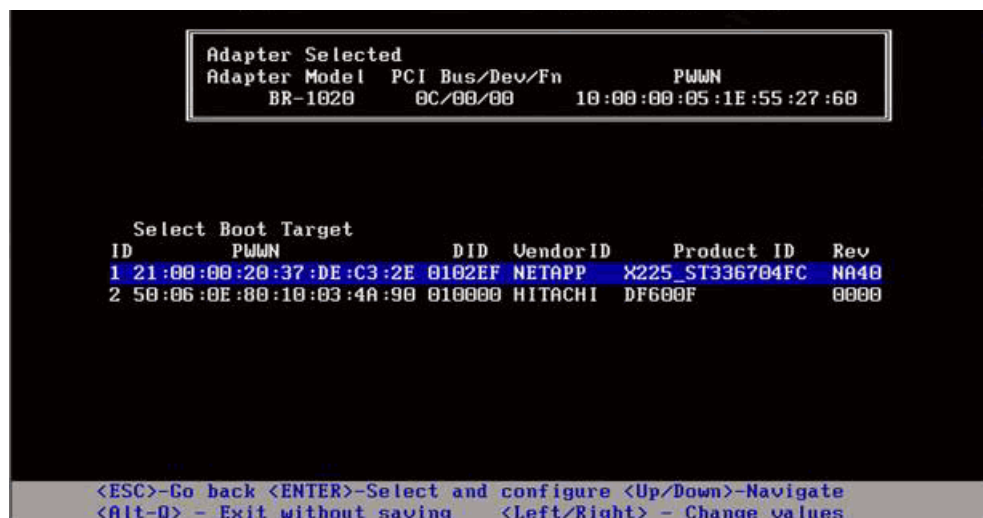 Adapter Selected
Adapter Model PCI Bus/Dev/Fn PWWN
BR-1020 0C/00/00 10:00:00:05:1E:55:27:60
Select Boot Target
ID PWWN DID VendorID Product ID Rev
1 21:00:00:20:37:DE:C3:2E 0102EF NETAPP X225_ST336704FC NA40
2 50:06:0E:80:10:03:4A:90 010000 HITACHI DF600F 0000
<ESC>-Go back <ENTER>-Select and configure <Up/Down>-Navigate
<Alt-Q> - Exit without saving <Left/Right> - Change values